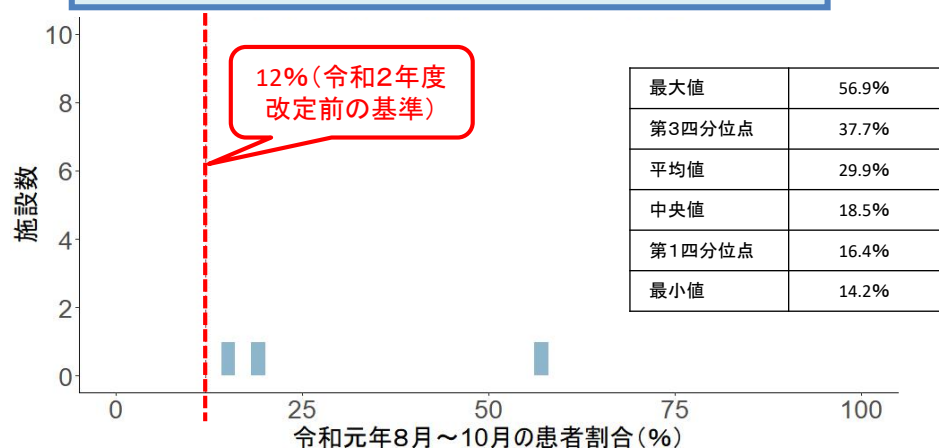 12%(令和2年度
改定前の基準)
10
8
6
4
2
0
施設数
0 25 50 75 100
令和元年8月～10月の患者割合(%)
最大値 56.9%
第3四分位点 37.7%
平均値 29.9%
中央値 18.5%
第1四分位点 16.4%
最小値 14.2%